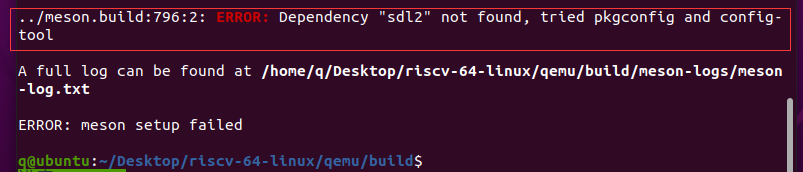 ../meson.build:796:2: ERROR: Dependency "sdl2" not found, tried pkgconfig and config-
tool
A full log can be found at /home/q/Desktop/riscv-64-linux/qemu/build/meson-logs/meson
-log.txt
ERROR: meson setup failed
q@ubuntu:~/Desktop/riscv-64-linux/qemu/build$